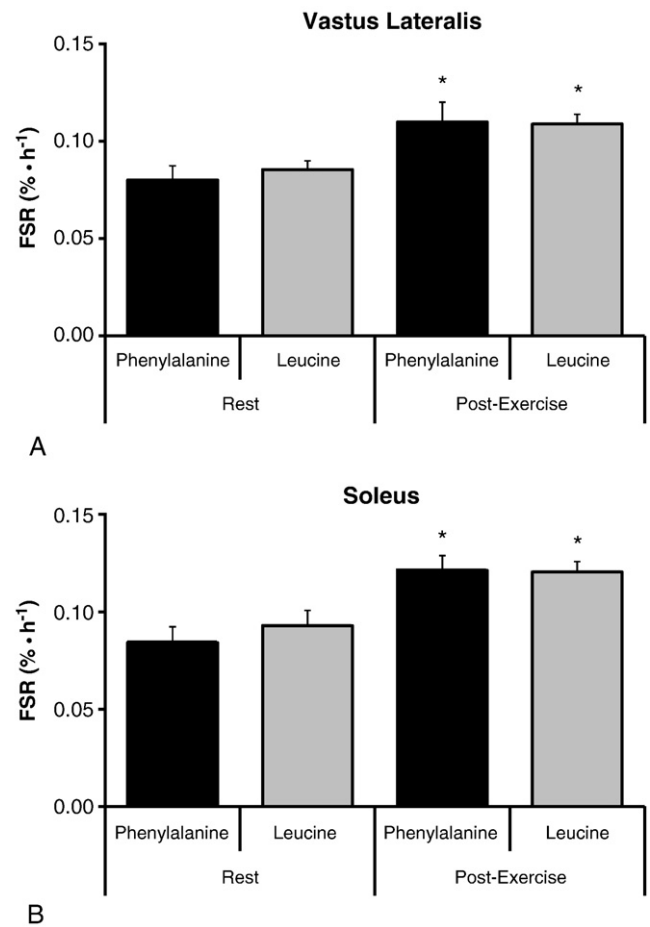 Vastus Lateralis
0.15
*
*
0.10
FSR (% • h⁻¹)
0.05
0.00
Phenylalanine Leucine Phenylalanine Leucine
Rest Post-Exercise
A
Soleus
0.15
*
*
0.10
FSR (% • h⁻¹)
0.05
0.00
Phenylalanine Leucine Phenylalanine Leucine
Rest Post-Exercise
B